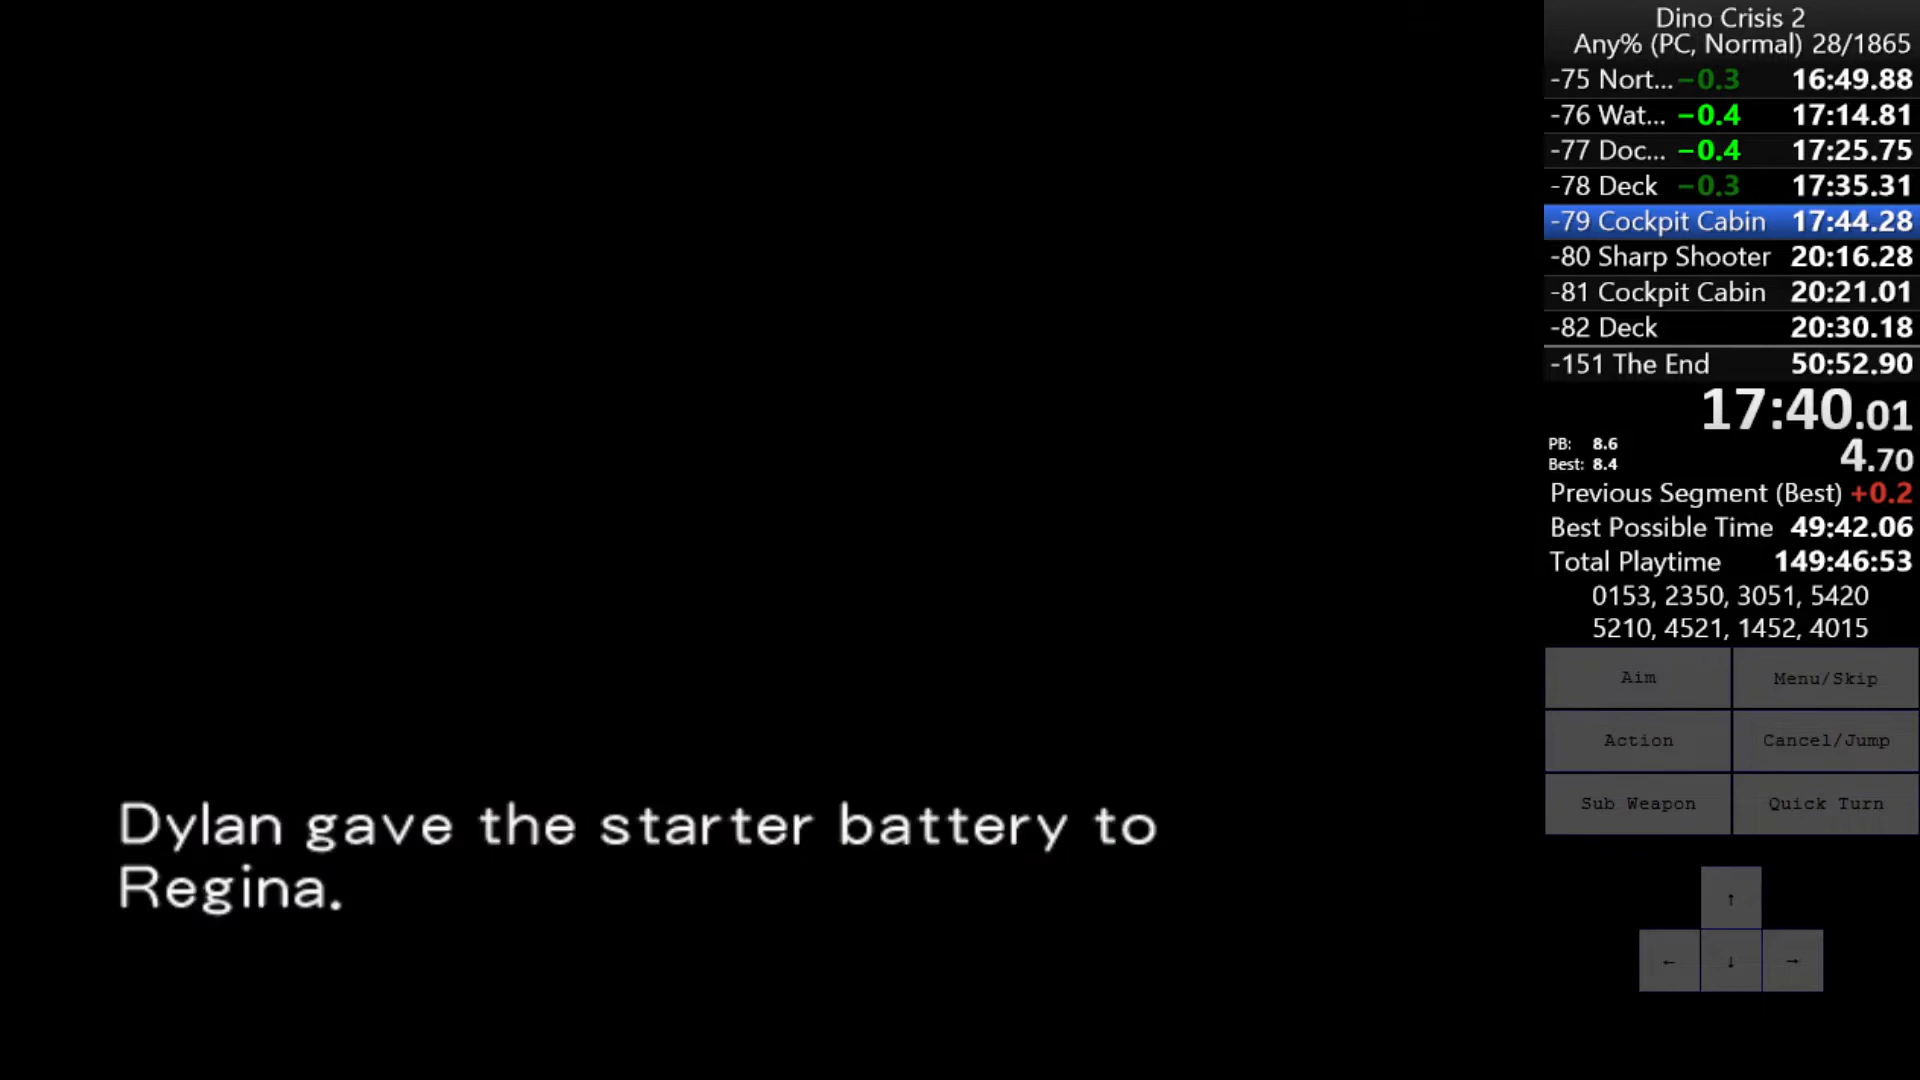 Dino Crisis 2
Any% (PC, Normal) 28/1865
-75 Nort... −0.3 16:49.88
-76 Wat... −0.4 17:14.81
-77 Doc... −0.4 17:25.75
-78 Deck −0.3 17:35.31
-79 Cockpit Cabin 17:44.28
-80 Sharp Shooter 20:16.28
-81 Cockpit Cabin 20:21.01
-82 Deck 20:30.18
-151 The End 50:52.90
17:40.01
PB: 8.6
Best: 8.4
4.70
Previous Segment (Best) +0.2
Best Possible Time 49:42.06
Total Playtime 149:46:53
0153, 2350, 3051, 5420
5210, 4521, 1452, 4015
Aim Menu/Skip
Action Cancel/Jump
Sub Weapon Quick Turn
↑
← ↓ →
Dylan gave the starter battery to
Regina.